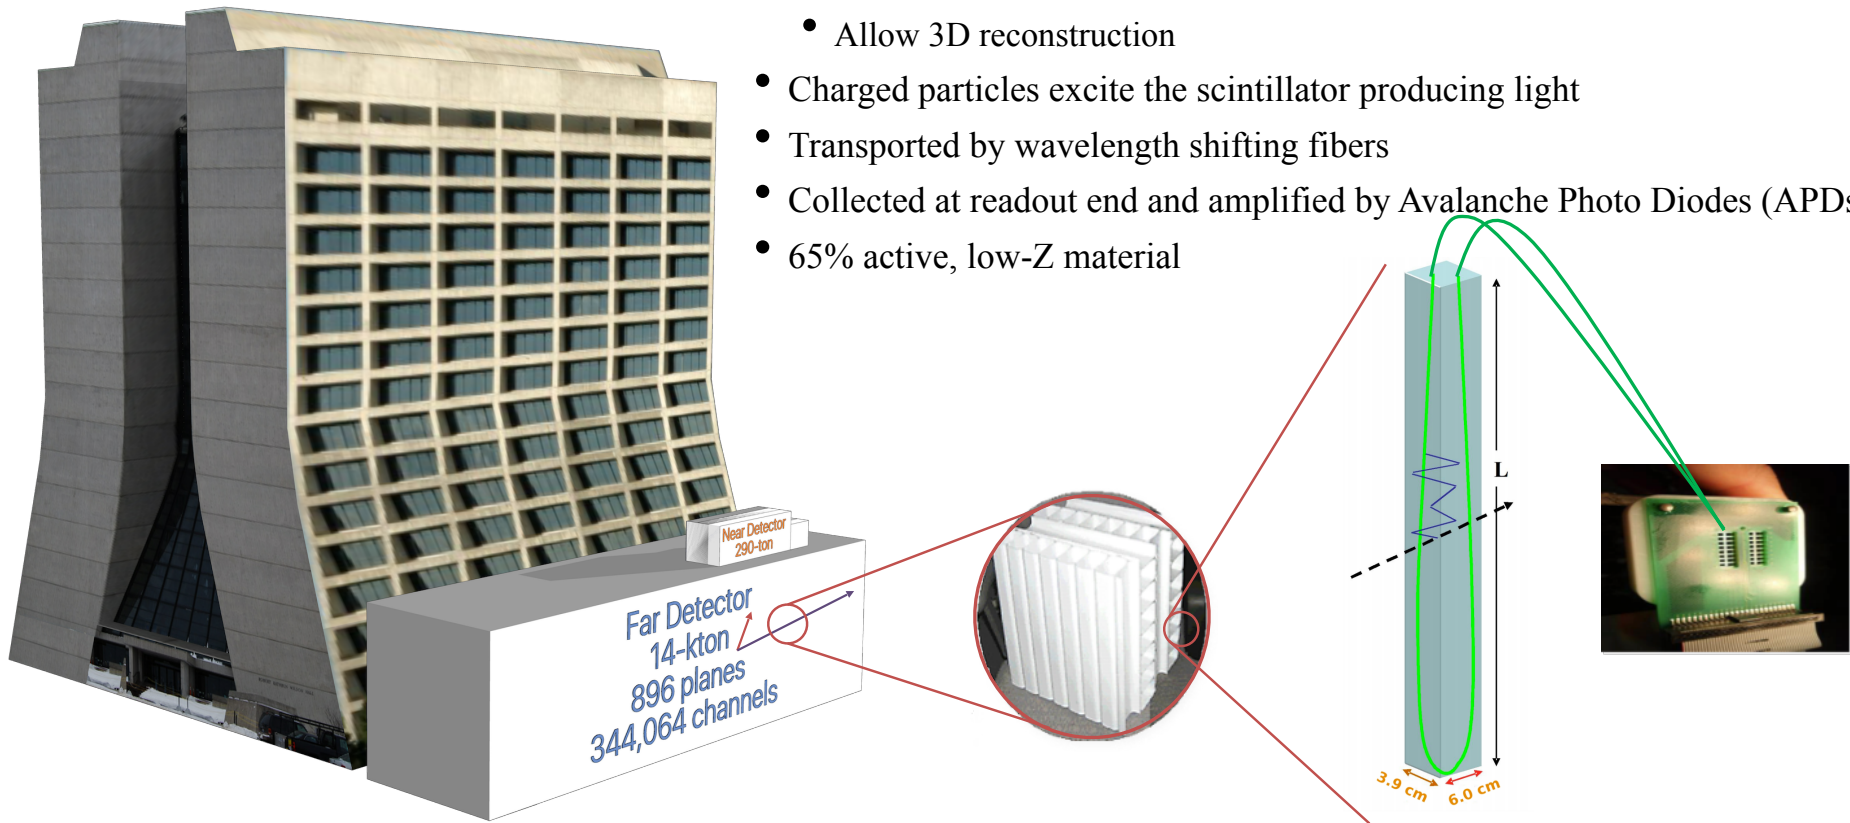 • Allow 3D reconstruction
• Charged particles excite the scintillator producing light
• Transported by wavelength shifting fibers
• Collected at readout end and amplified by Avalanche Photo Diodes (APDs
• 65% active, low-Z material
L
Near Detector
290-ton
Far Detector
14-kton
896 planes
344,064 channels
3.9 cm
6.0 cm